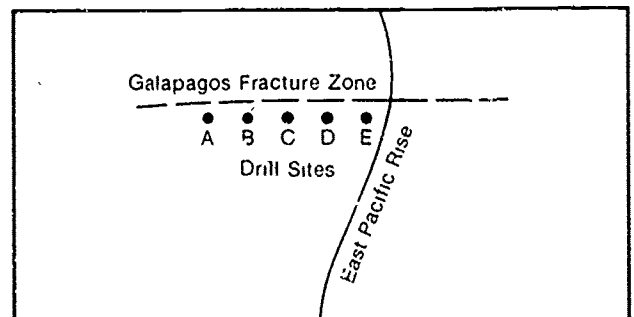 Galapagos Fracture Zone
A B C D E
Drill Sites
East Pacific Rise